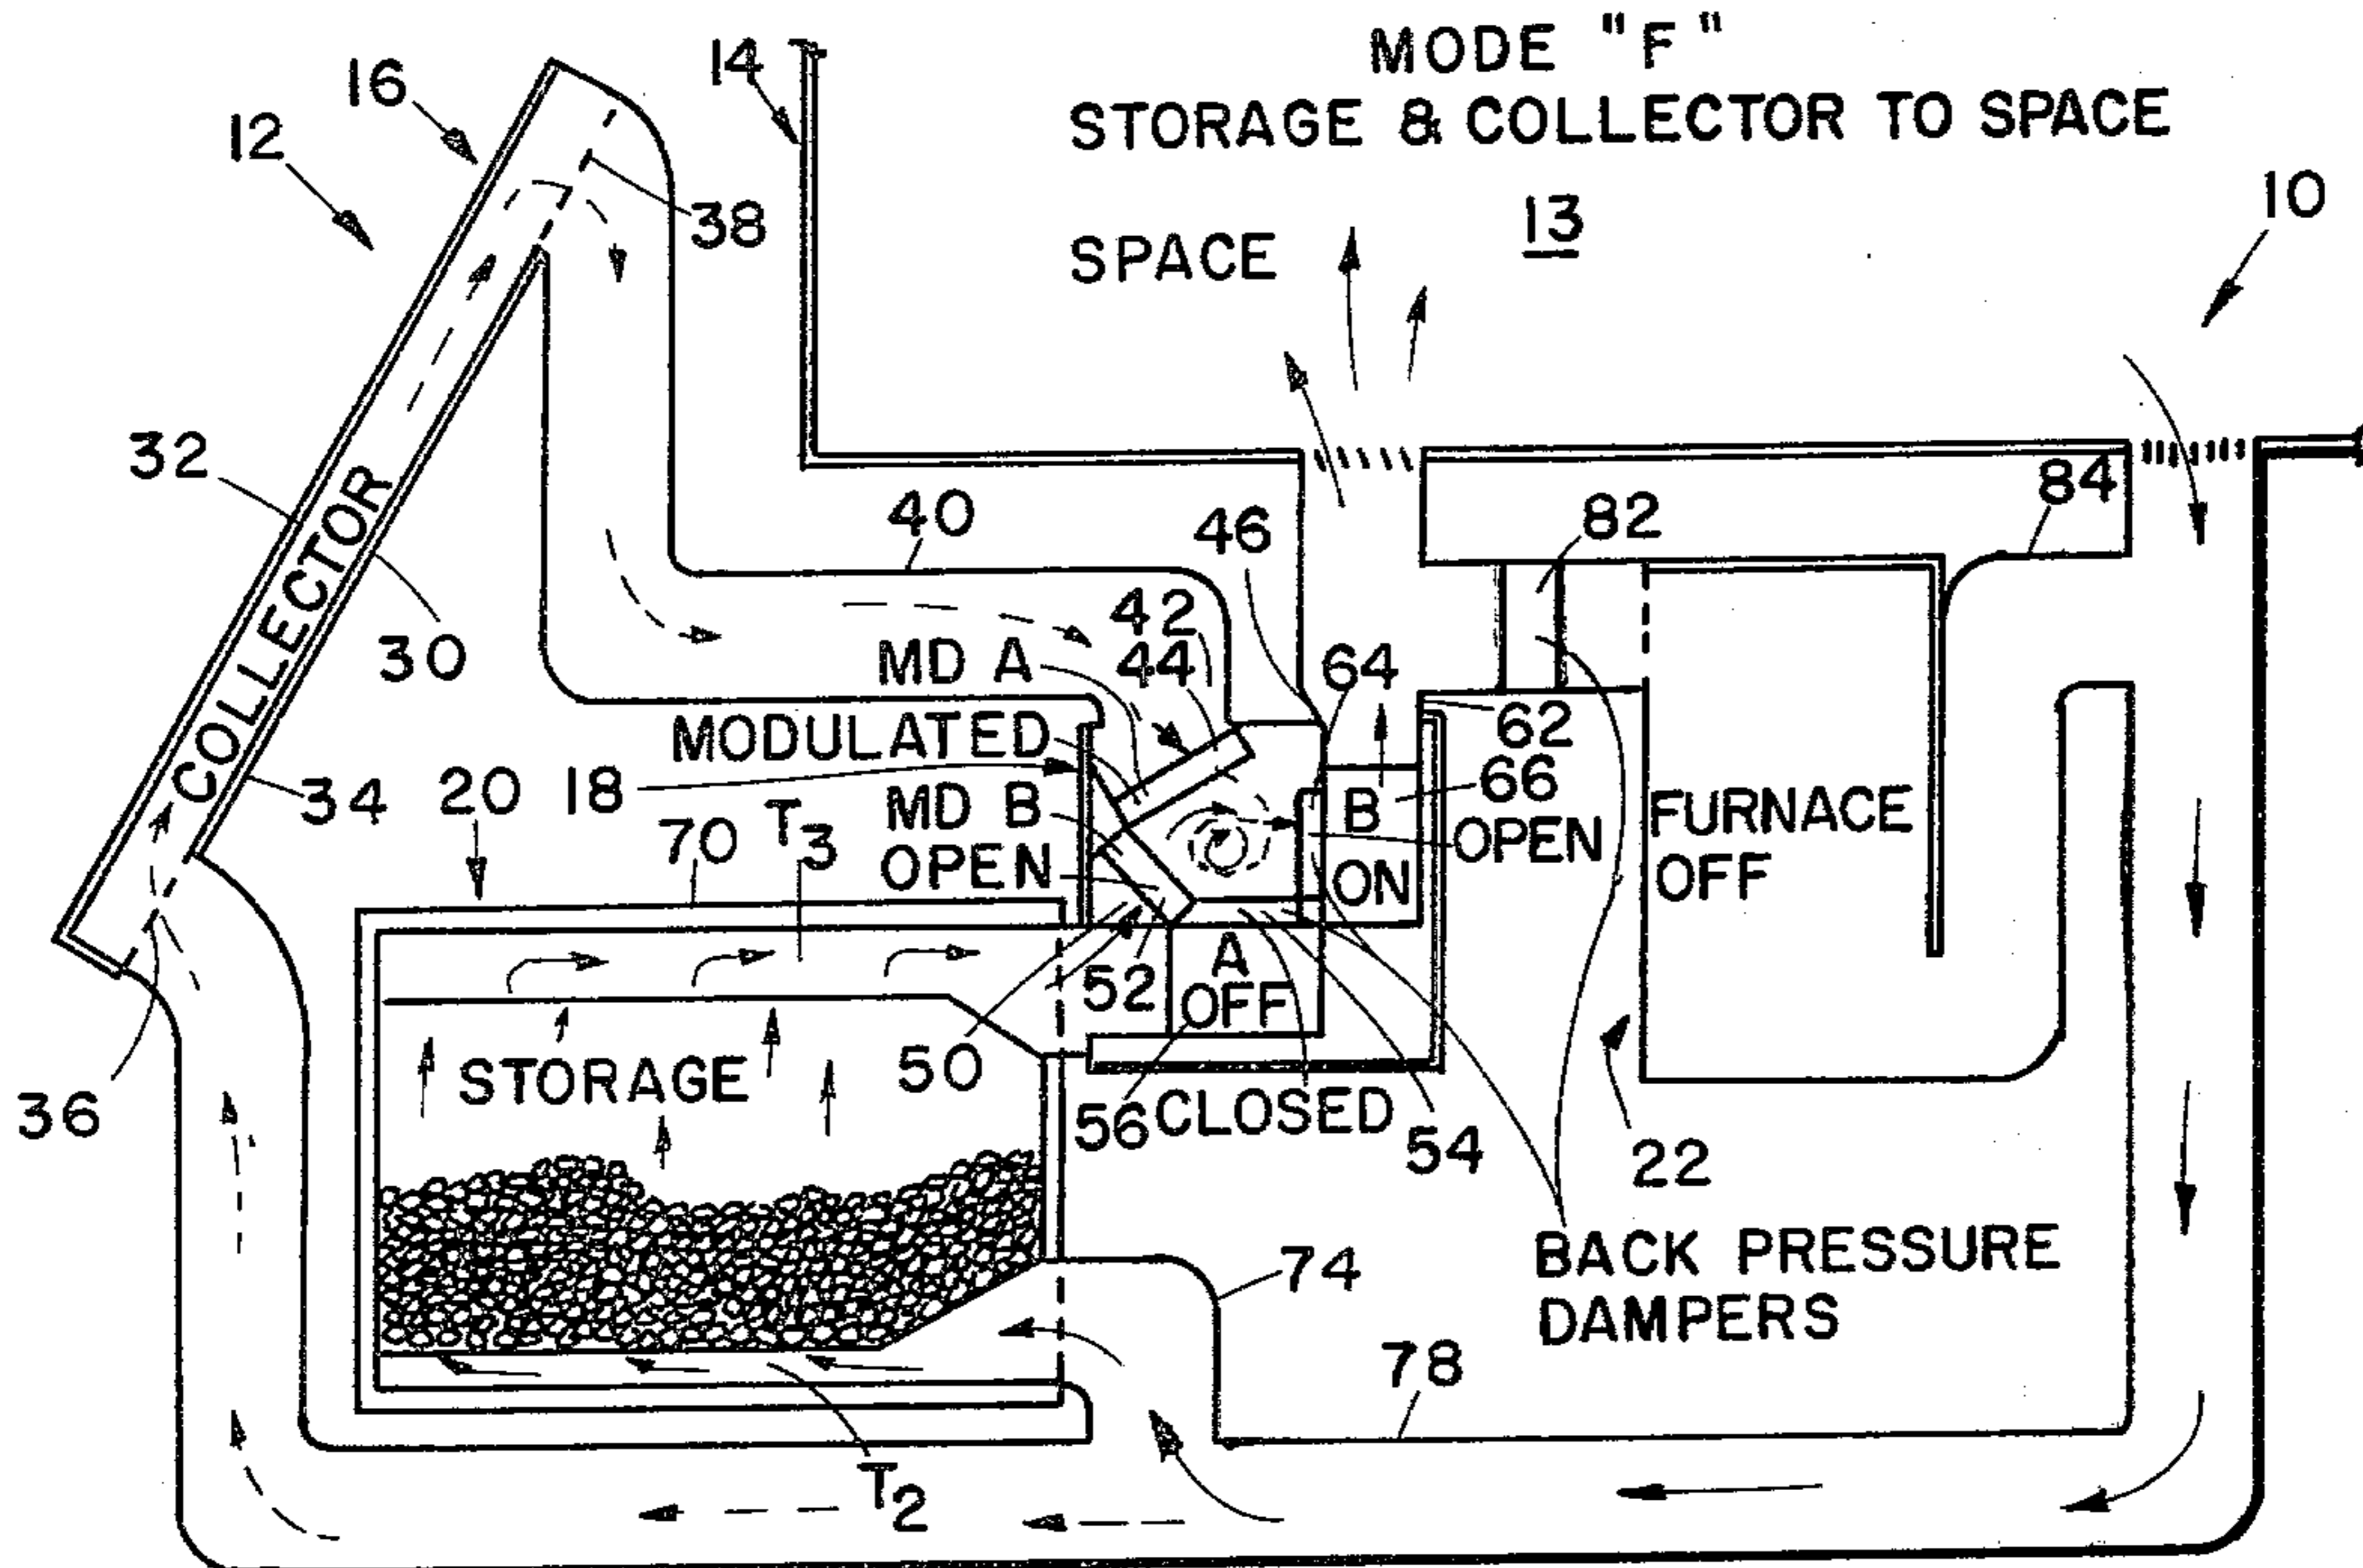 MODE "F"
STORAGE & COLLECTOR TO SPACE
14
16
12
13
10
38
SPACE
32
COLLECTOR
40
46
82
84
42
44
30
MD A
64
MODULATED
62
34
20
18
MD B
66
B
OPEN
FURNACE
OFF
70
T3
OPEN
ON
52
A
OFF
50
STORAGE
36
56
CLOSED
54
22
BACK PRESSURE
DAMPERS
74
78
T2